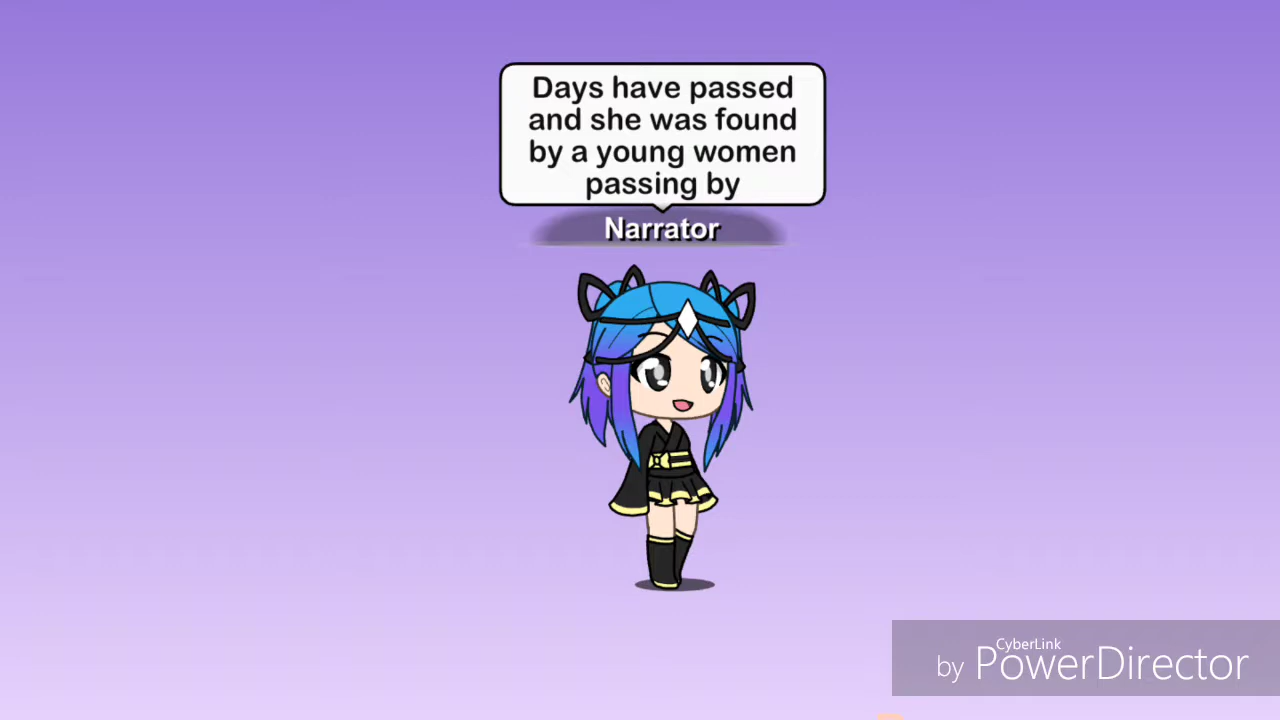 Days have passed
and she was found
by a young women
passing by
Narrator
CyberLink
by PowerDirector